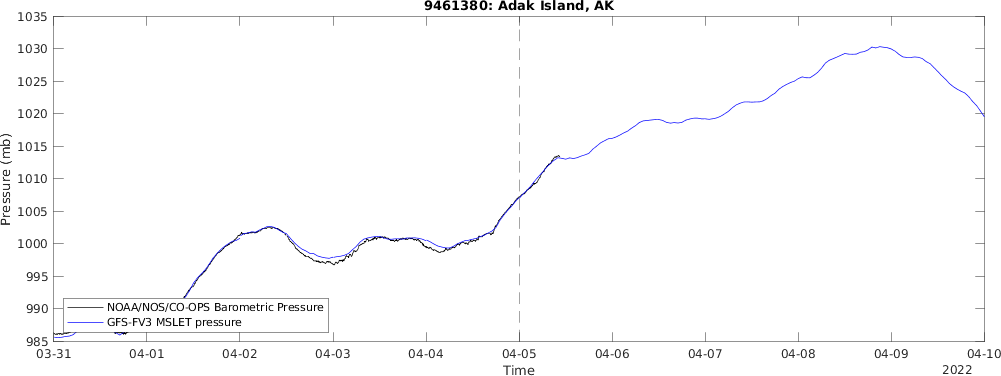 9461380: Adak Island, AK
Pressure (mb)
1035
1030
1025
1020
1015
1010
1005
1000
995
990
985
NOAA/NOS/CO-OPS Barometric Pressure
GFS-FV3 MSLET pressure
03-31 04-01 04-02 04-03 04-04 04-05 04-06 04-07 04-08 04-09 04-10
Time
2022